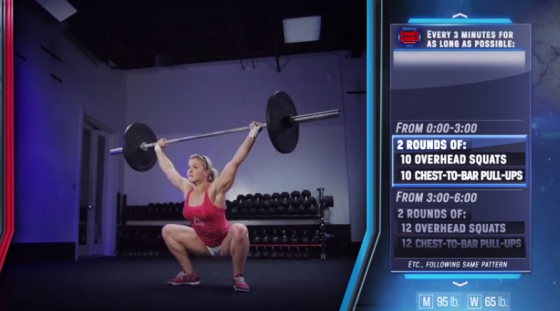 EVERY 3 MINUTES FOR
AS LONG AS POSSIBLE:
FROM 0:00-3:00
2 ROUNDS OF:
10 OVERHEAD SQUATS
10 CHEST-TO-BAR PULL-UPS
FROM 3:00-6:00
2 ROUNDS OF:
12 OVERHEAD SQUATS
12 CHEST-TO-BAR PULL-UPS
ETC., FOLLOWING SAME PATTERN
M 95 lb. W 65 lb.